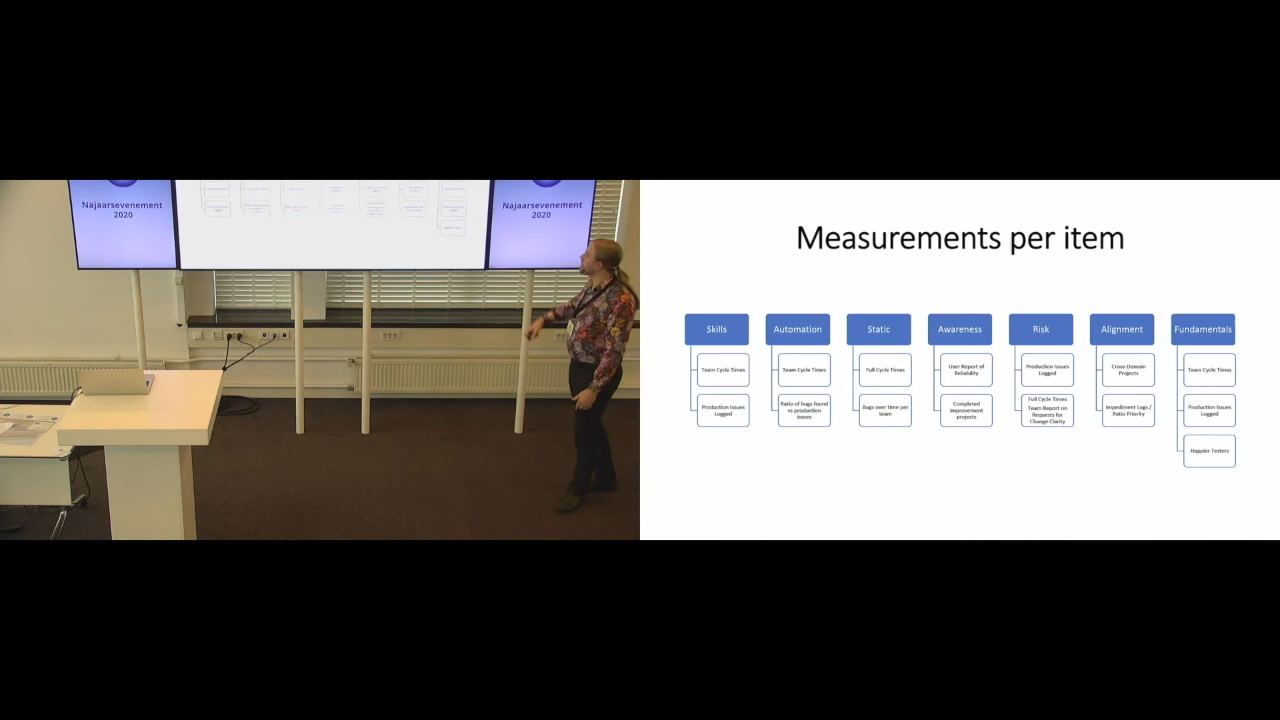 Najaarsevenement
2020
Najaarsevenement
2020
Measurements per item
Skills
Team Cycle Times
Production Issues
Logged
Automation
Team Cycle Times
Ratio of bugs found
vs production
issues
Static
Full Cycle Times
Bugs over time per
team
Awareness
User Report of
Reliability
Completed
improvement
projects
Risk
Production Issues
Logged
Full Cycle Times
Team Report on
Requests for
Change Clarity
Alignment
Cross Domain
Projects
Impediment Logs /
Ratio Priority
Fundamentals
Team Cycle Times
Production Issues
Logged
Happier Testers